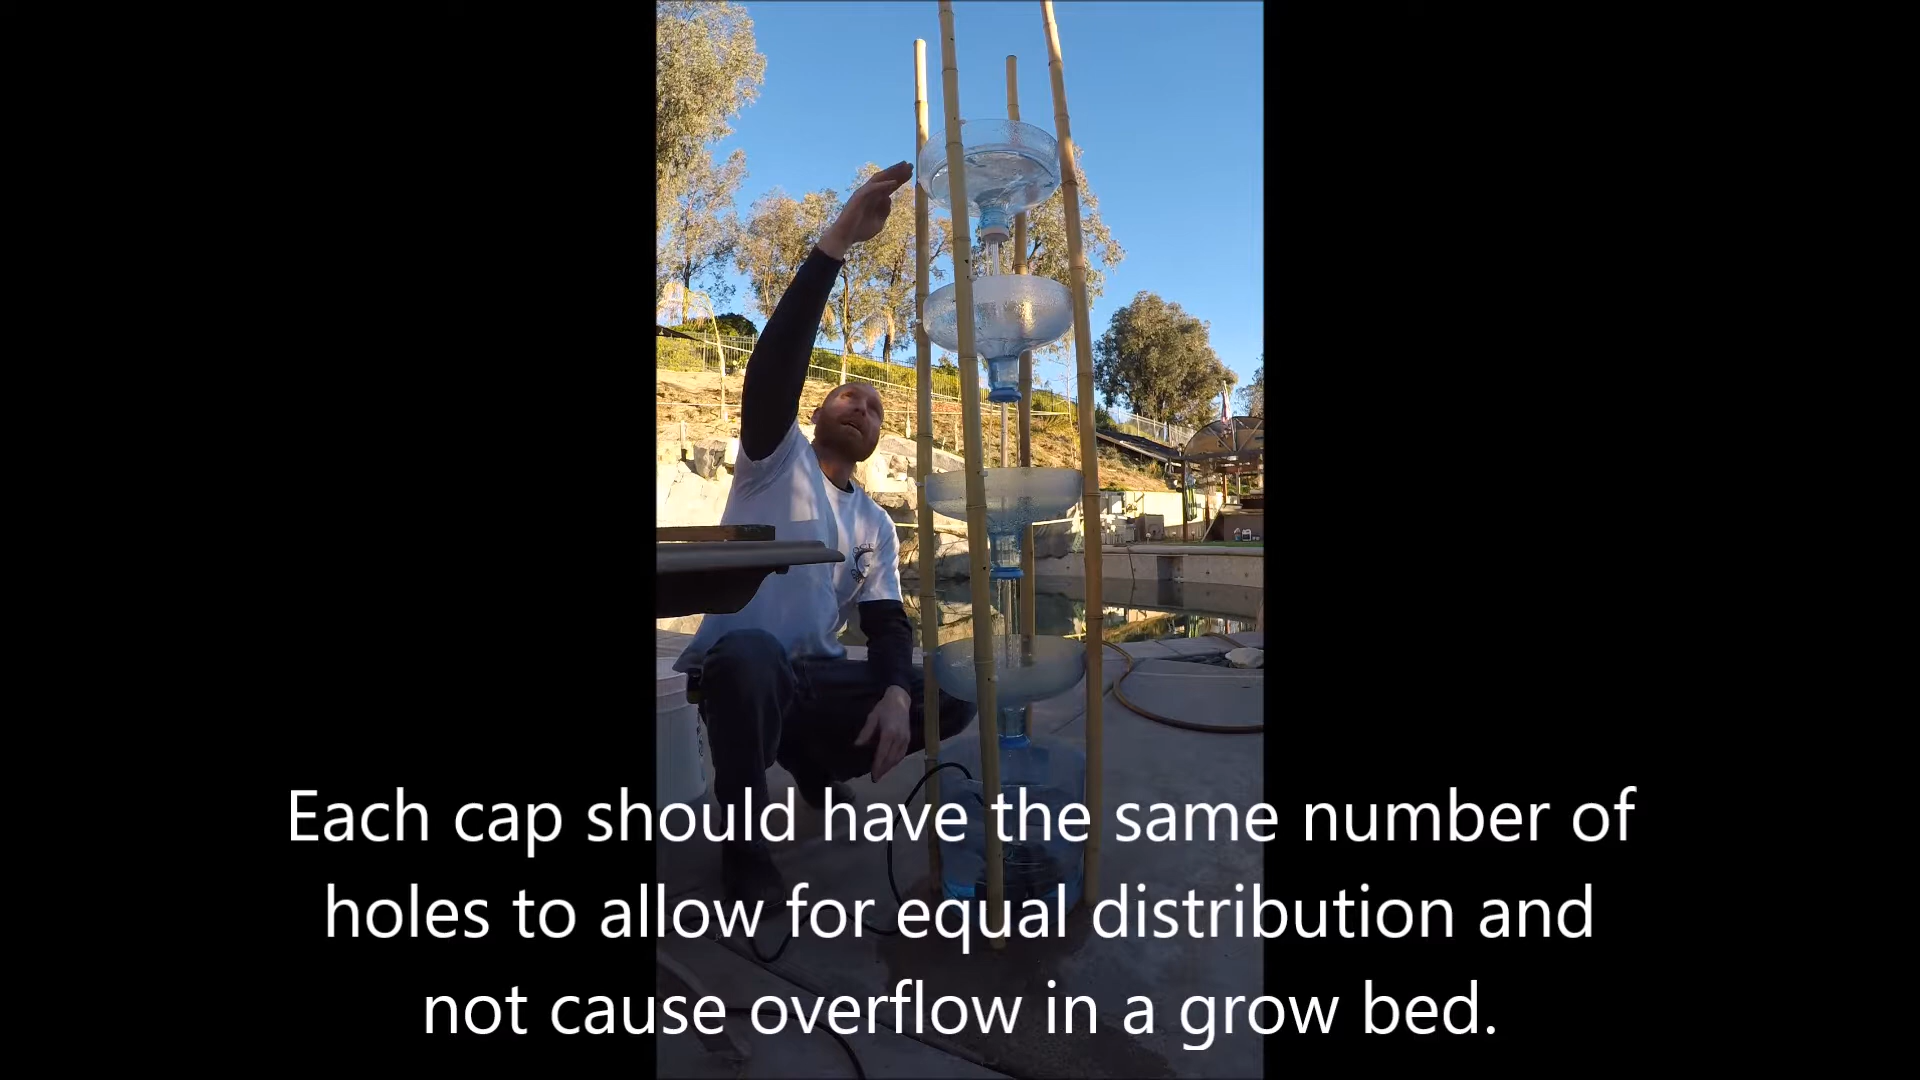 Each cap should have the same number of
holes to allow for equal distribution and
not cause overflow in a grow bed.